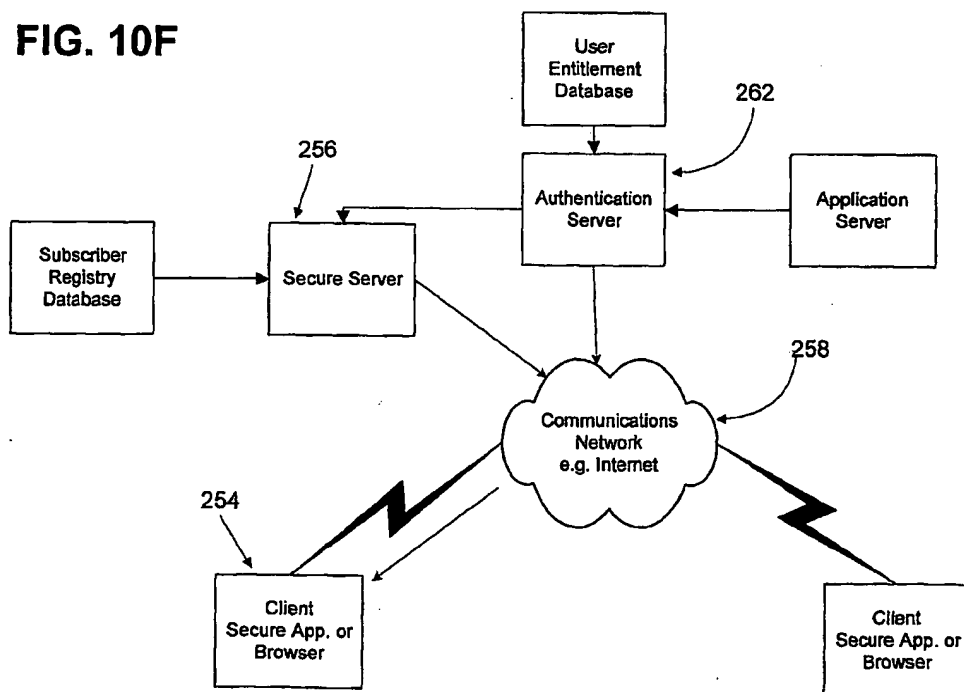 FIG. 10F
User
Entitlement
Database
262
256
Authentication
Server
Application
Server
Subscriber
Registry
Database
Secure Server
258
Communications
Network
e.g. Internet
254
Client
Secure App. or
Browser
Client
Secure App. or
Browser